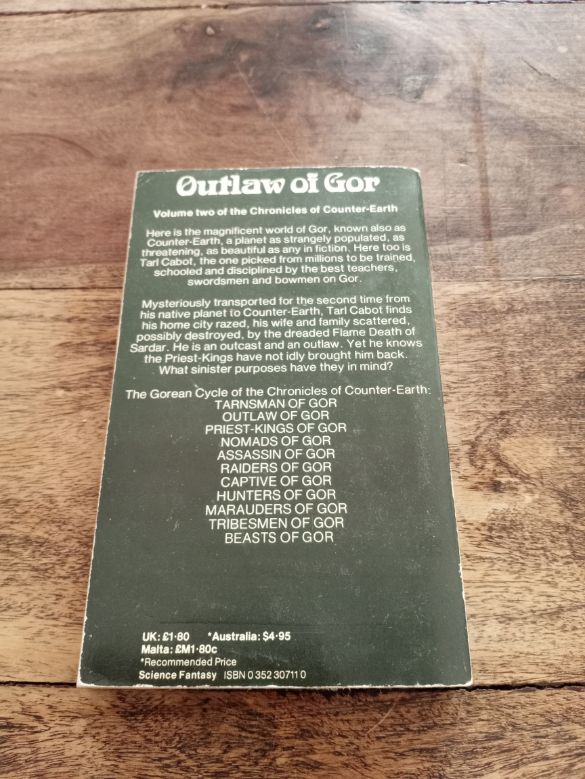 Outlaw of Gor
Volume two of the Chronicles of Counter-Earth
Here is the magnificent world of Gor, known also as
Counter-Earth, a planet as strangely populated, as
threatening, as beautiful as any in fiction. Here too is
Tarl Cabot, the one picked from millions to be trained,
schooled and disciplined by the best teachers,
swordsmen and bowmen on Gor.
Mysteriously transported for the second time from
his native planet to Counter-Earth, Tarl Cabot finds
his home city razed, his wife and family scattered,
possibly destroyed, by the dreaded Flame Death of
Sardar. He is an outcast and an outlaw. Yet he knows
the Priest-Kings have not idly brought him back.
What sinister purposes have they in mind?
The Gorean Cycle of the Chronicles of Counter-Earth:
TARNSMAN OF GOR
OUTLAW OF GOR
PRIEST-KINGS OF GOR
NOMADS OF GOR
ASSASSIN OF GOR
RAIDERS OF GOR
CAPTIVE OF GOR
HUNTERS OF GOR
MARAUDERS OF GOR
TRIBESMEN OF GOR
BEASTS OF GOR
UK: £1·80 *Australia: $4·95
Malta: £M1·80c
*Recommended Price
Science Fantasy ISBN 0 352 30711 0